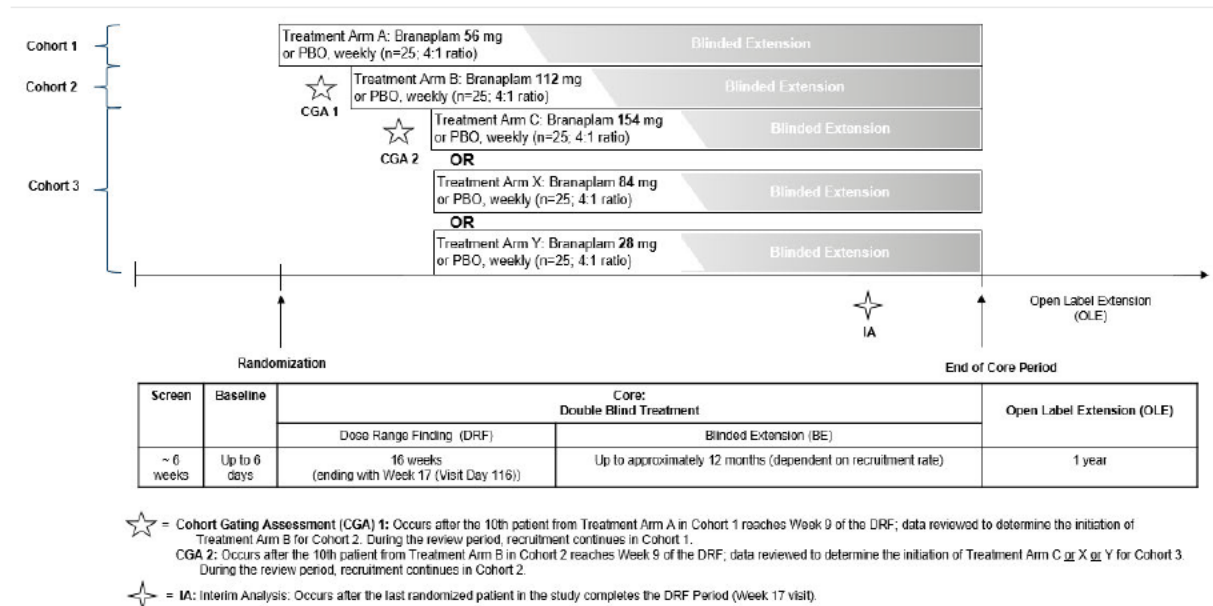 Cohort 1
Treatment Arm A: Branaplam 56 mg
or PBO, weekly (n=25; 4:1 ratio)
Blinded Extension
Cohort 2
CGA 1
Treatment Arm B: Branaplam 112 mg
or PBO, weekly (n=25; 4:1 ratio)
Blinded Extension
Cohort 3
CGA 2
Treatment Arm C: Branaplam 154 mg
or PBO, weekly (n=25; 4:1 ratio)
Blinded Extension
OR
Treatment Arm X: Branaplam 84 mg
or PBO, weekly (n=25; 4:1 ratio)
Blinded Extension
OR
Treatment Arm Y: Branaplam 28 mg
or PBO, weekly (n=25; 4:1 ratio)
Blinded Extension
IA
Open Label Extension
(OLE)
Randomization
End of Core Period
Screen
Baseline
Core:
Double Blind Treatment
Open Label Extension (OLE)
Dose Range Finding (DRF)
Blinded Extension (BE)
~ 6
weeks
Up to 6
days
16 weeks
(ending with Week 17 (Visit Day 116))
Up to approximately 12 months (dependent on recruitment rate)
1 year
= Cohort Gating Assessment (CGA) 1: Occurs after the 10th patient from Treatment Arm A in Cohort 1 reaches Week 9 of the DRF; data reviewed to determine the initiation of
Treatment Arm B for Cohort 2. During the review period, recruitment continues in Cohort 1.
CGA 2: Occurs after the 10th patient from Treatment Arm B in Cohort 2 reaches Week 9 of the DRF; data reviewed to determine the initiation of Treatment Arm C or X or Y for Cohort 3.
During the review period, recruitment continues in Cohort 2.
= IA: Interim Analysis: Occurs after the last randomized patient in the study completes the DRF Period (Week 17 visit).